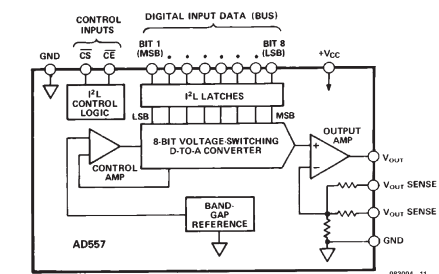 CONTROL INPUTS
DIGITAL INPUT DATA (BUS)
GND
CS
CE
BIT 1 (MSB)
BIT 8 (LSB)
+VCC
I²L CONTROL LOGIC
I²L LATCHES
LSB
MSB
8-BIT VOLTAGE-SWITCHING D-TO-A CONVERTER
CONTROL AMP
OUTPUT AMP
+
−
VOUT
VOUT SENSE
VOUT SENSE
GND
BAND-GAP REFERENCE
AD557